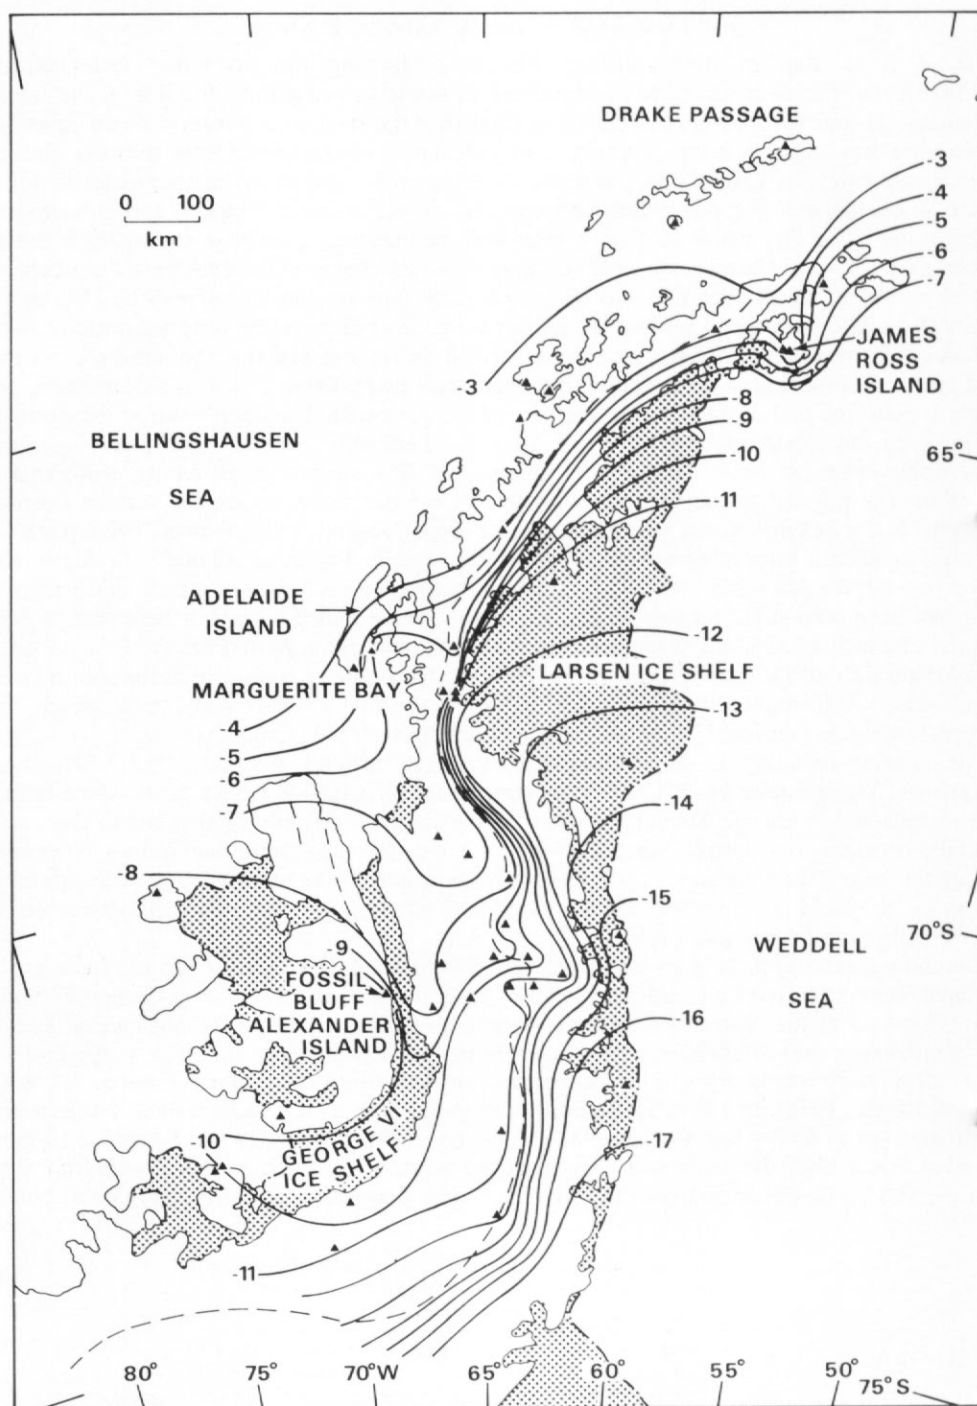 DRAKE PASSAGE
0 100
km
-3
-4
-5
-6
-7
JAMES
ROSS
ISLAND
-3
-8
-9
-10
-11
65°
BELLINGSHAUSEN
SEA
ADELAIDE
ISLAND
-12
LARSEN ICE SHELF
MARGUERITE BAY
-13
-4
-5
-6
-7
-14
-8
-15
-9
WEDDELL
SEA
70°S
FOSSIL
BLUFF
ALEXANDER
ISLAND
-16
-10
GEORGE VI
ICE SHELF
-17
-11
80°
75°
70°W
65°
60°
55°
50°
75°S